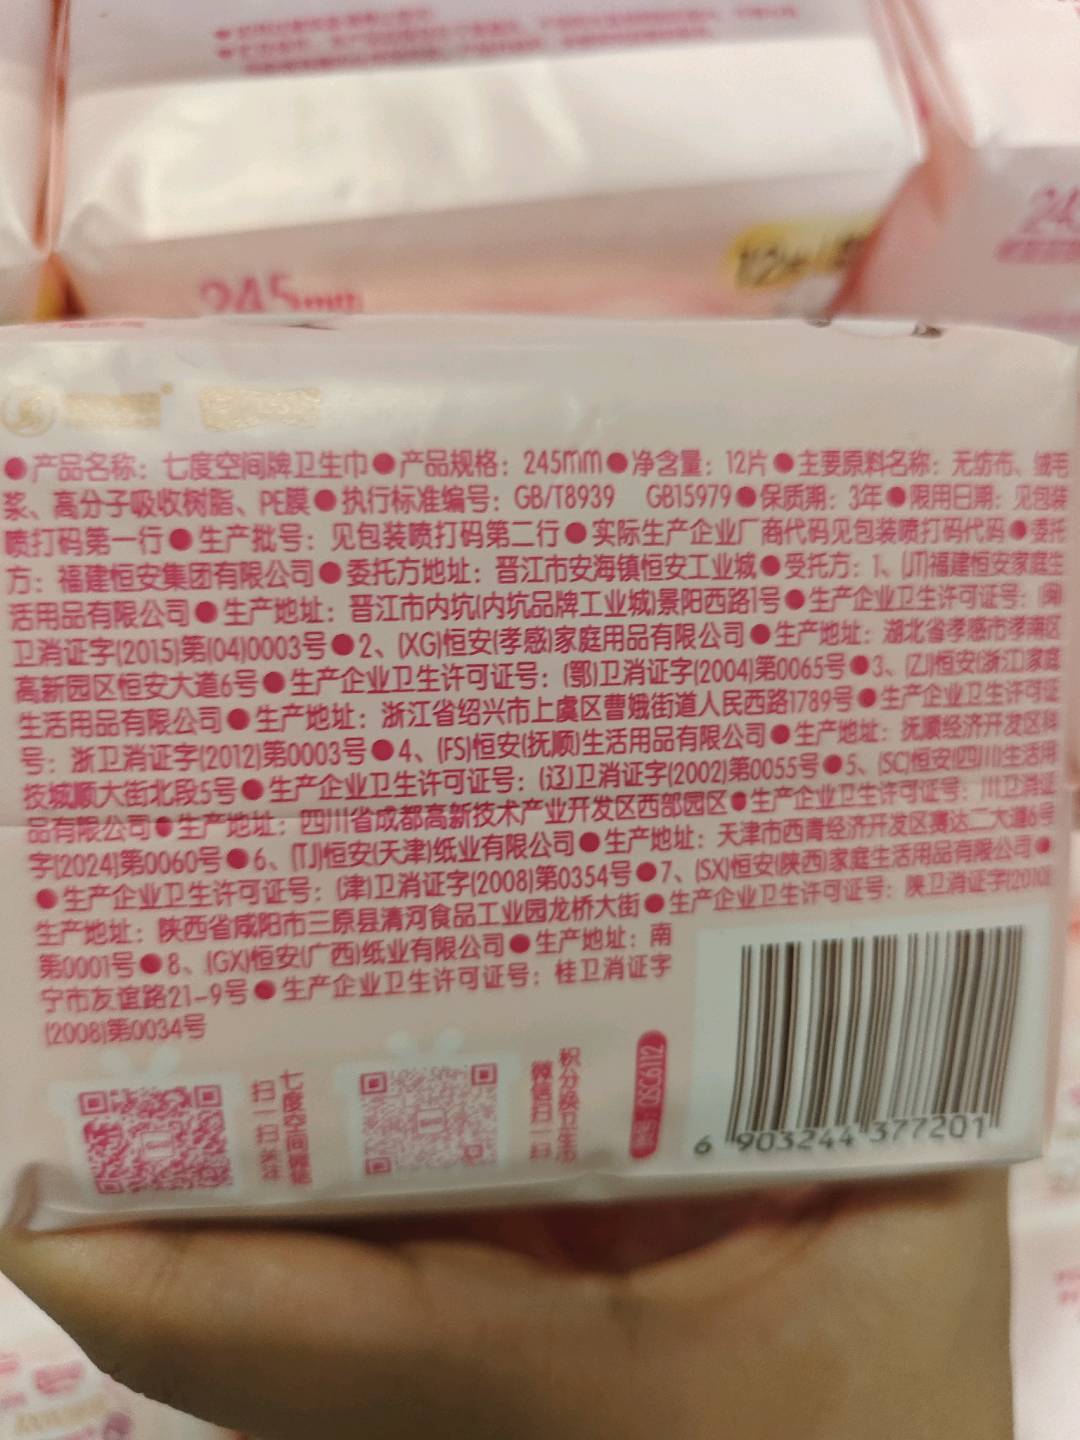 245mm
●产品名称：七度空间牌卫生巾●产品规格：245mm●净含量：12片●主要原料名称：无纺布、绒毛
浆、高分子吸收树脂、PE膜●执行标准编号：GB/T8939 GB15979●保质期：3年●限用日期：见包装
喷打码第一行●生产批号：见包装喷打码第二行●实际生产企业厂商代码见包装喷打码代码●委托
方：福建恒安集团有限公司●委托方地址：晋江市安海镇恒安工业城●受托方：1、(JT)福建恒安家庭生
活用品有限公司●生产地址：晋江市内坑(内坑品牌工业城)景阳西路1号●生产企业卫生许可证号：(闽)
卫消证字(2015)第(04)0003号●2、(XG)恒安(孝感)家庭用品有限公司●生产地址：湖北省孝感市孝南区
高新园区恒安大道6号●生产企业卫生许可证号：(鄂)卫消证字(2004)第0065号●3、(ZJ)恒安(浙江)家庭
生活用品有限公司●生产地址：浙江省绍兴市上虞区曹娥街道人民西路1789号●生产企业卫生许可证
号：浙卫消证字(2012)第0003号●4、(FS)恒安(抚顺)生活用品有限公司●生产地址：抚顺经济开发区科
技城顺大街北段5号●生产企业卫生许可证号：(辽)卫消证字(2002)第0055号●5、(SC)恒安(四川)生活用
品有限公司●生产地址：四川省成都高新技术产业开发区西部园区●生产企业卫生许可证号：川卫消证
字(2024)第0060号●6、(TJ)恒安(天津)纸业有限公司●生产地址：天津市西青经济开发区赛达二大道6号
●生产企业卫生许可证号：(津)卫消证字(2008)第0354号●7、(SX)恒安(陕西)家庭生活用品有限公司●
生产地址：陕西省咸阳市三原县清河食品工业园龙桥大街●生产企业卫生许可证号：陕卫消证字(2010)
第0001号●8、(GX)恒安(广西)纸业有限公司●生产地址：南
宁市友谊路21-9号●生产企业卫生许可证号：桂卫消证字
(2008)第0034号
七度空间
扫一扫
积分换卫生巾
微信扫一扫
QSC6112
6 903244 377201